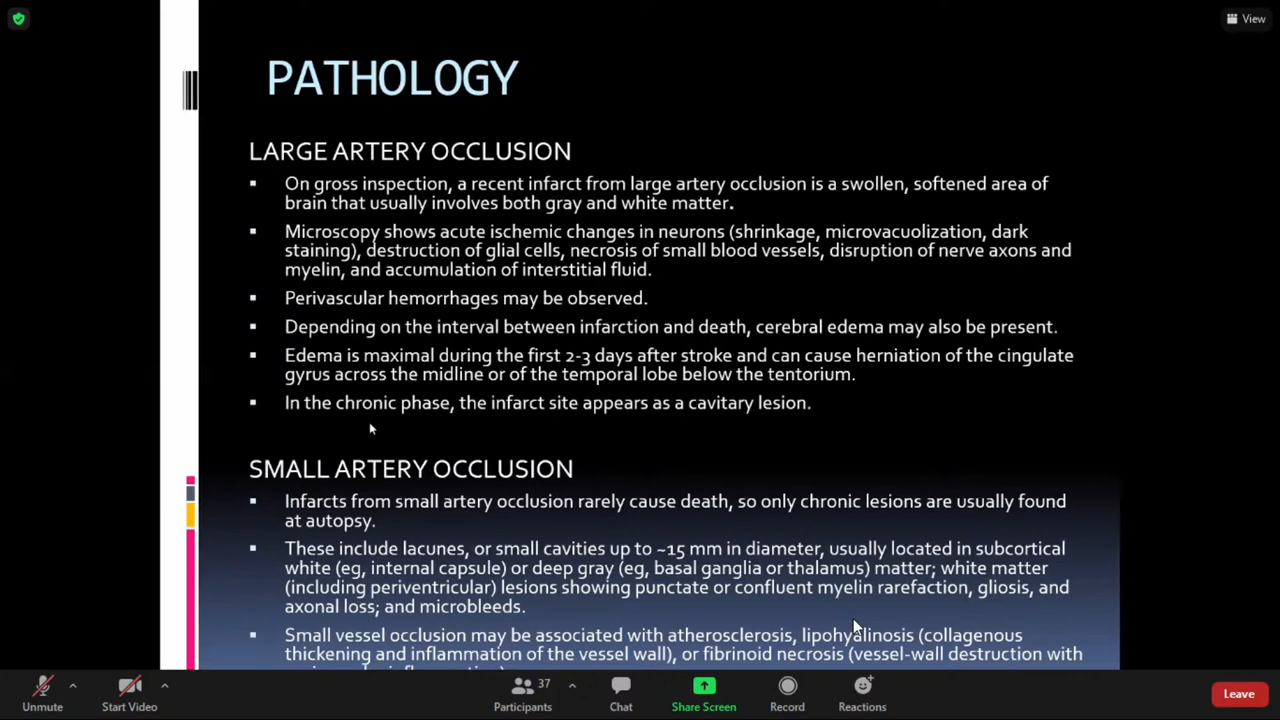 View
PATHOLOGY
LARGE ARTERY OCCLUSION
▪ On gross inspection, a recent infarct from large artery occlusion is a swollen, softened area of
brain that usually involves both gray and white matter.
▪ Microscopy shows acute ischemic changes in neurons (shrinkage, microvacuolization, dark
staining), destruction of glial cells, necrosis of small blood vessels, disruption of nerve axons and
myelin, and accumulation of interstitial fluid.
▪ Perivascular hemorrhages may be observed.
▪ Depending on the interval between infarction and death, cerebral edema may also be present.
▪ Edema is maximal during the first 2-3 days after stroke and can cause herniation of the cingulate
gyrus across the midline or of the temporal lobe below the tentorium.
▪ In the chronic phase, the infarct site appears as a cavitary lesion.
SMALL ARTERY OCCLUSION
▪ Infarcts from small artery occlusion rarely cause death, so only chronic lesions are usually found
at autopsy.
▪ These include lacunes, or small cavities up to ~15 mm in diameter, usually located in subcortical
white (eg, internal capsule) or deep gray (eg, basal ganglia or thalamus) matter; white matter
(including periventricular) lesions showing punctate or confluent myelin rarefaction, gliosis, and
axonal loss; and microbleeds.
▪ Small vessel occlusion may be associated with atherosclerosis, lipohyalinosis (collagenous
thickening and inflammation of the vessel wall), or fibrinoid necrosis (vessel-wall destruction with
Unmute
Start Video
37
Participants
Chat
Share Screen
Record
Reactions
Leave